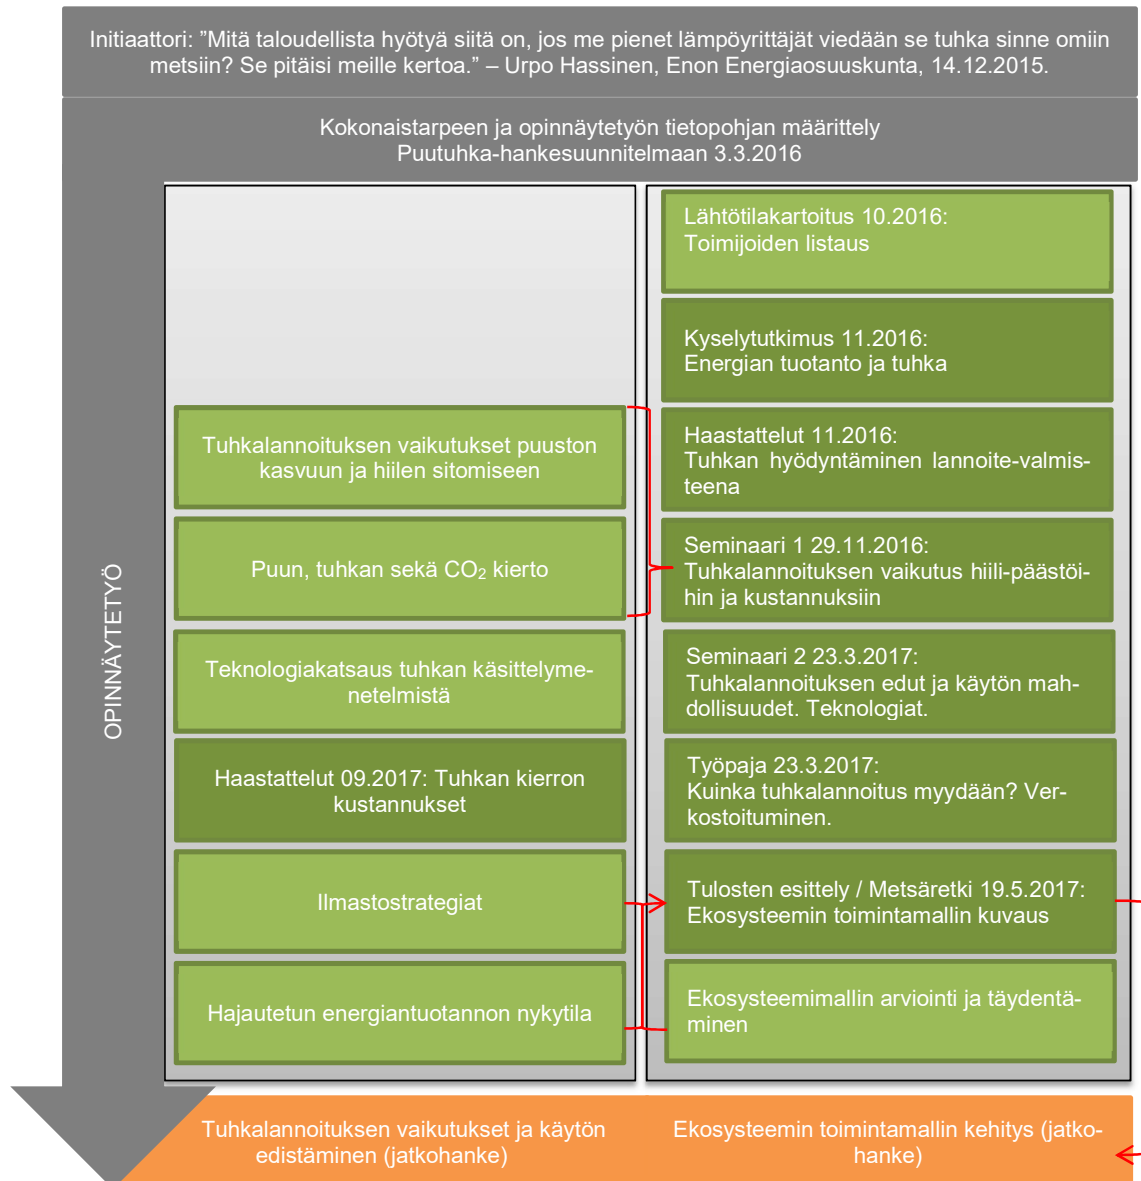 Initiaattori: ”Mitä taloudellista hyötyä siitä on, jos me pienet lämpöyrittäjät viedään se tuhka sinne omiin
metsiin? Se pitäisi meille kertoa.” – Urpo Hassinen, Enon Energiaosuuskunta, 14.12.2015.
Kokonaistarpeen ja opinnäytetyön tietopohjan määrittely
Puutuhka-hankesuunnitelmaan 3.3.2016
OPINNÄYTETYÖ
Tuhkalannoituksen vaikutukset puuston
kasvuun ja hiilen sitomiseen
Puun, tuhkan sekä CO₂ kierto
Teknologiakatsaus tuhkan käsittelyme-
netelmistä
Haastattelut 09.2017: Tuhkan kierron
kustannukset
Ilmastostrategiat
Hajautetun energiantuotannon nykytila
Lähtötilakartoitus 10.2016:
Toimijoiden listaus
Kyselytutkimus 11.2016:
Energian tuotanto ja tuhka
Haastattelut 11.2016:
Tuhkan hyödyntäminen lannoite-valmis-
teena
Seminaari 1 29.11.2016:
Tuhkalannoituksen vaikutus hiili-päästöi-
hin ja kustannuksiin
Seminaari 2 23.3.2017:
Tuhkalannoituksen edut ja käytön mah-
dollisuudet. Teknologiat.
Työpaja 23.3.2017:
Kuinka tuhkalannoitus myydään? Ver-
kostoituminen.
Tulosten esittely / Metsäretki 19.5.2017:
Ekosysteemin toimintamallin kuvaus
Ekosysteemimallin arviointi ja täydentä-
minen
Tuhkalannoituksen vaikutukset ja käytön
edistäminen (jatkohanke)
Ekosysteemin toimintamallin kehitys (jatko-
hanke)